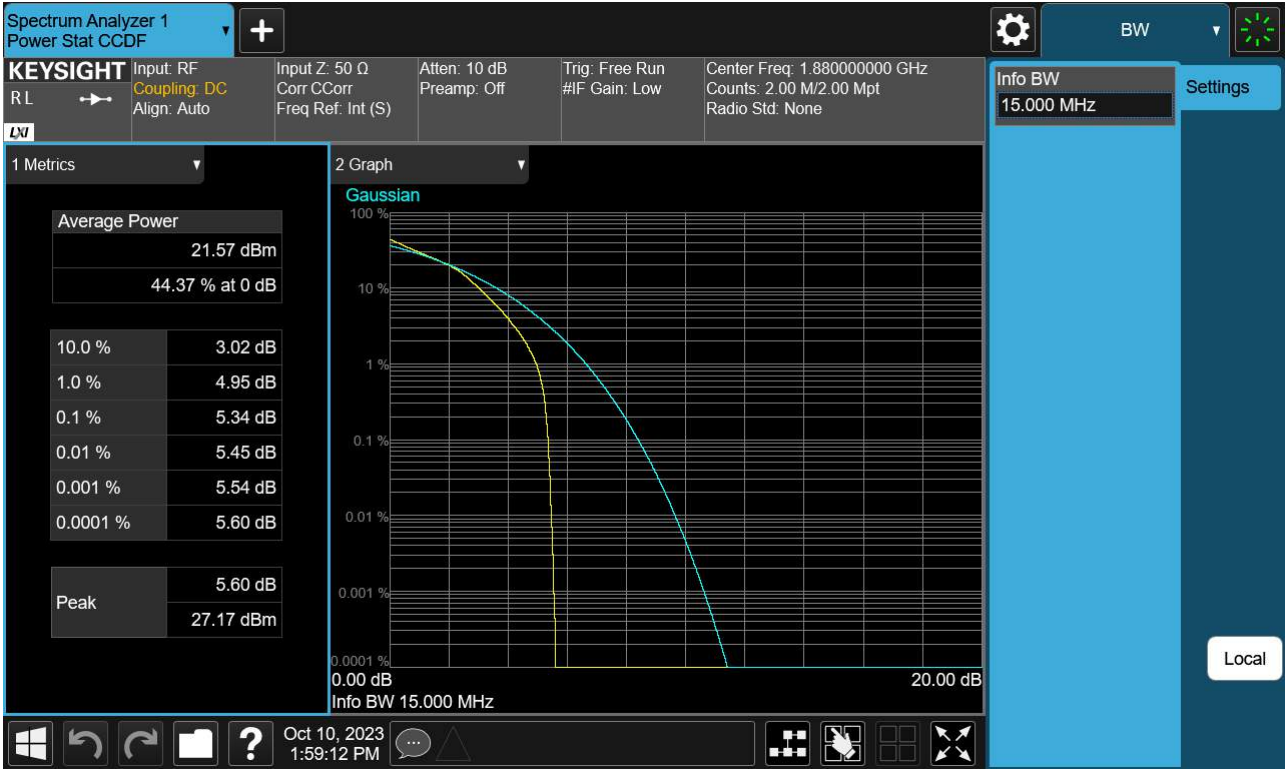 Spectrum Analyzer 1
Power Stat CCDF
BW
KEYSIGHT
R L
LXI
Input: RF
Coupling: DC
Align: Auto
Input Z: 50 Ω
Corr CCorr
Freq Ref: Int (S)
Atten: 10 dB
Preamp: Off
Trig: Free Run
#IF Gain: Low
Center Freq: 1.880000000 GHz
Counts: 2.00 M/2.00 Mpt
Radio Std: None
Info BW
15.000 MHz
Settings
1 Metrics
Average Power
21.57 dBm
44.37 % at 0 dB
10.0 % 3.02 dB
1.0 % 4.95 dB
0.1 % 5.34 dB
0.01 % 5.45 dB
0.001 % 5.54 dB
0.0001 % 5.60 dB
Peak 5.60 dB
27.17 dBm
2 Graph
Gaussian
100 %
10 %
1 %
0.1 %
0.01 %
0.001 %
0.0001 %
0.00 dB 20.00 dB
Info BW 15.000 MHz
Local
?
Oct 10, 2023
1:59:12 PM